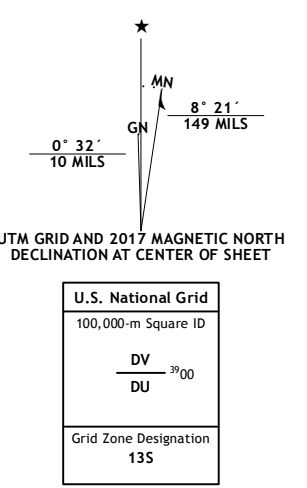 ★
MN
8° 21´
149 MILS
GN
0° 32´
10 MILS
UTM GRID AND 2017 MAGNETIC NORTH
DECLINATION AT CENTER OF SHEET
U.S. National Grid
100,000-m Square ID
DV
3900
DU
Grid Zone Designation
13S